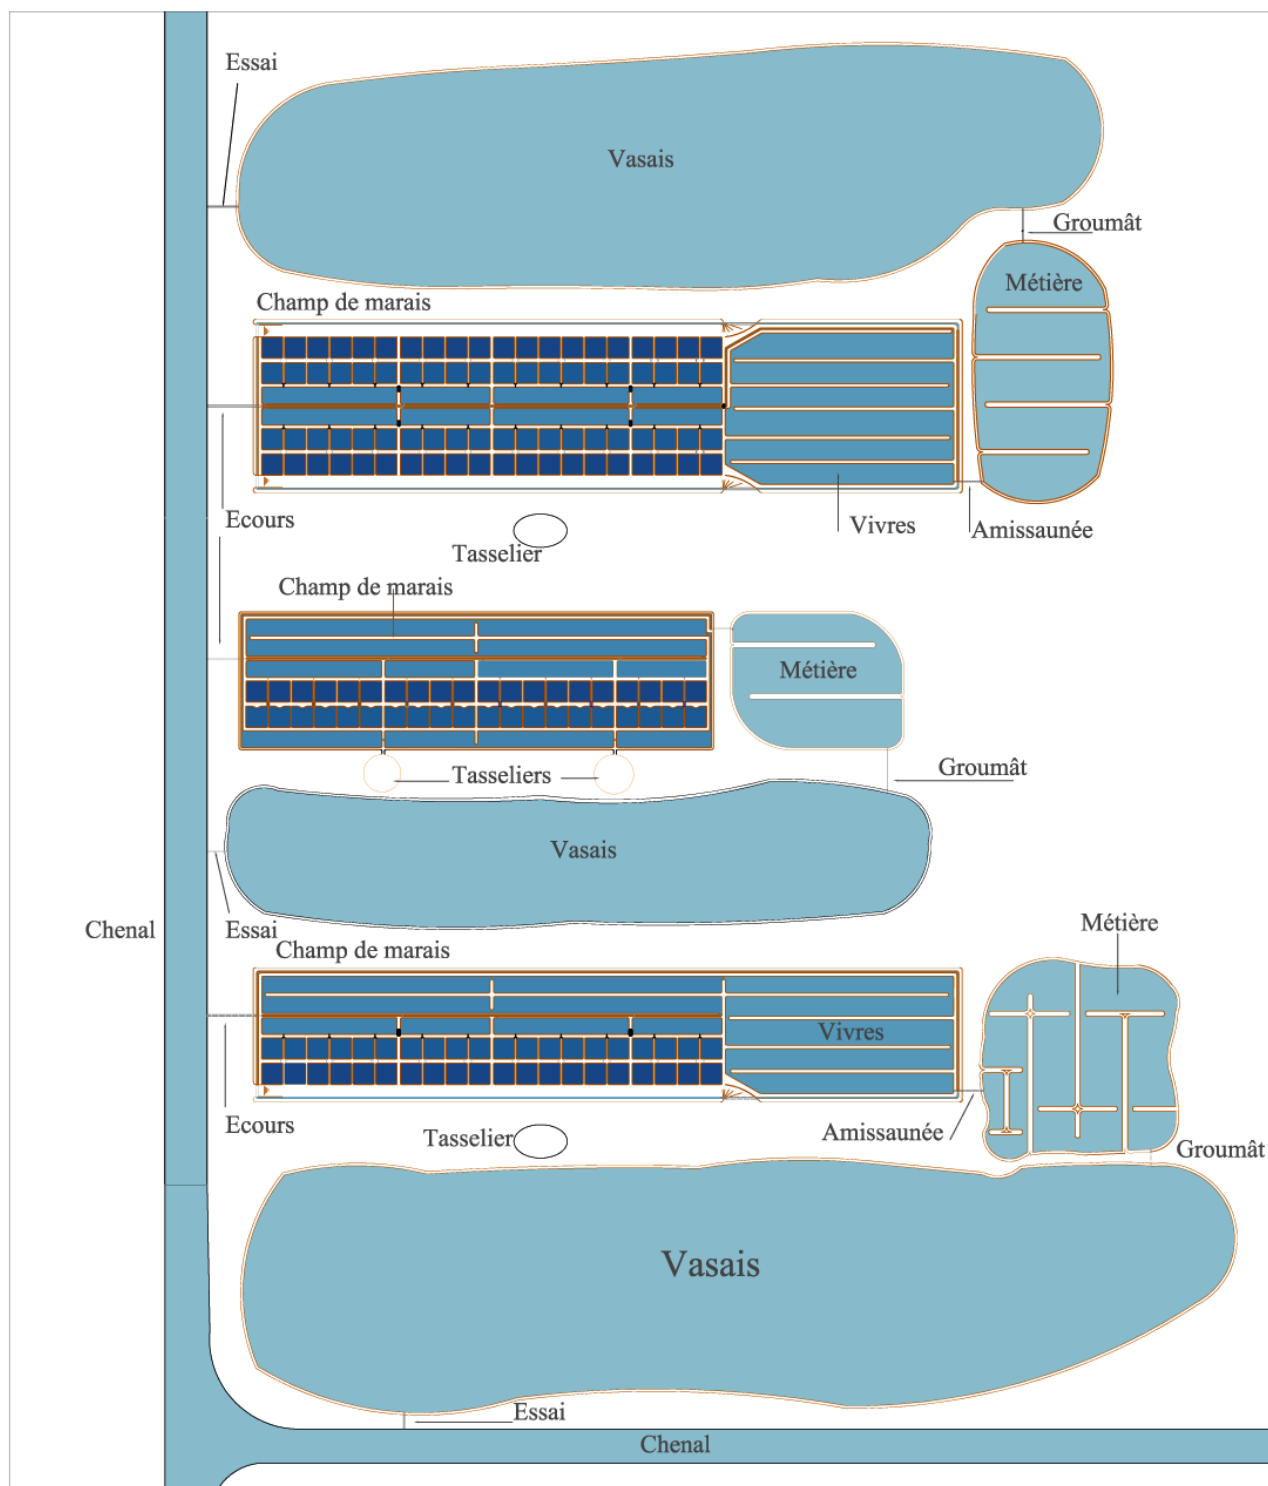 Essai
Vasais
Groumât
Métière
Champ de marais
Ecours
Vivres
Amissaunée
Tasselier
Champ de marais
Métière
Tasseliers
Groumât
Vasais
Chenal
Essai
Métière
Champ de marais
Vivres
Ecours
Tasselier
Amissaunée
Groumât
Vasais
Essai
Chenal